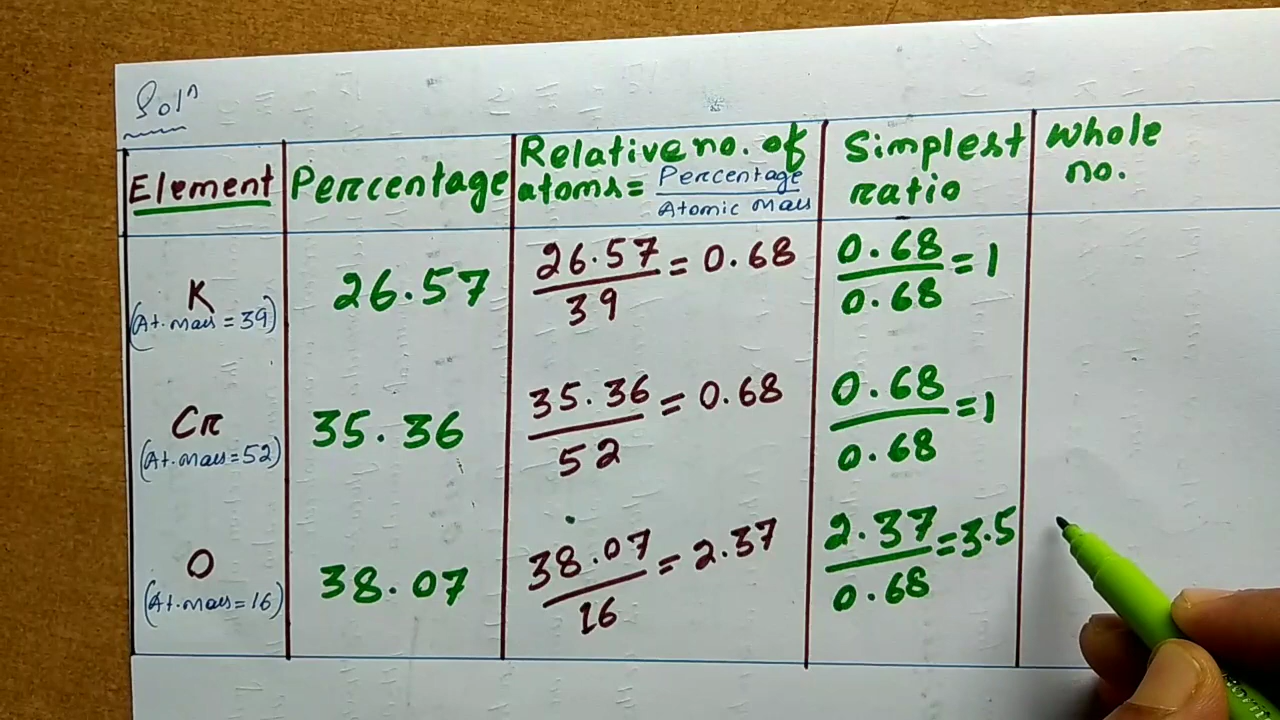 Solⁿ
Element Percentage Relative no. of atoms = Percentage / Atomic Mass Simplest ratio Whole no.
K (At. mass = 39) 26.57 26.57 / 39 = 0.68 0.68 / 0.68 = 1
Cr (At. mass = 52) 35.36 35.36 / 52 = 0.68 0.68 / 0.68 = 1
O (At. mass = 16) 38.07 38.07 / 16 = 2.37 2.37 / 0.68 = 3.5